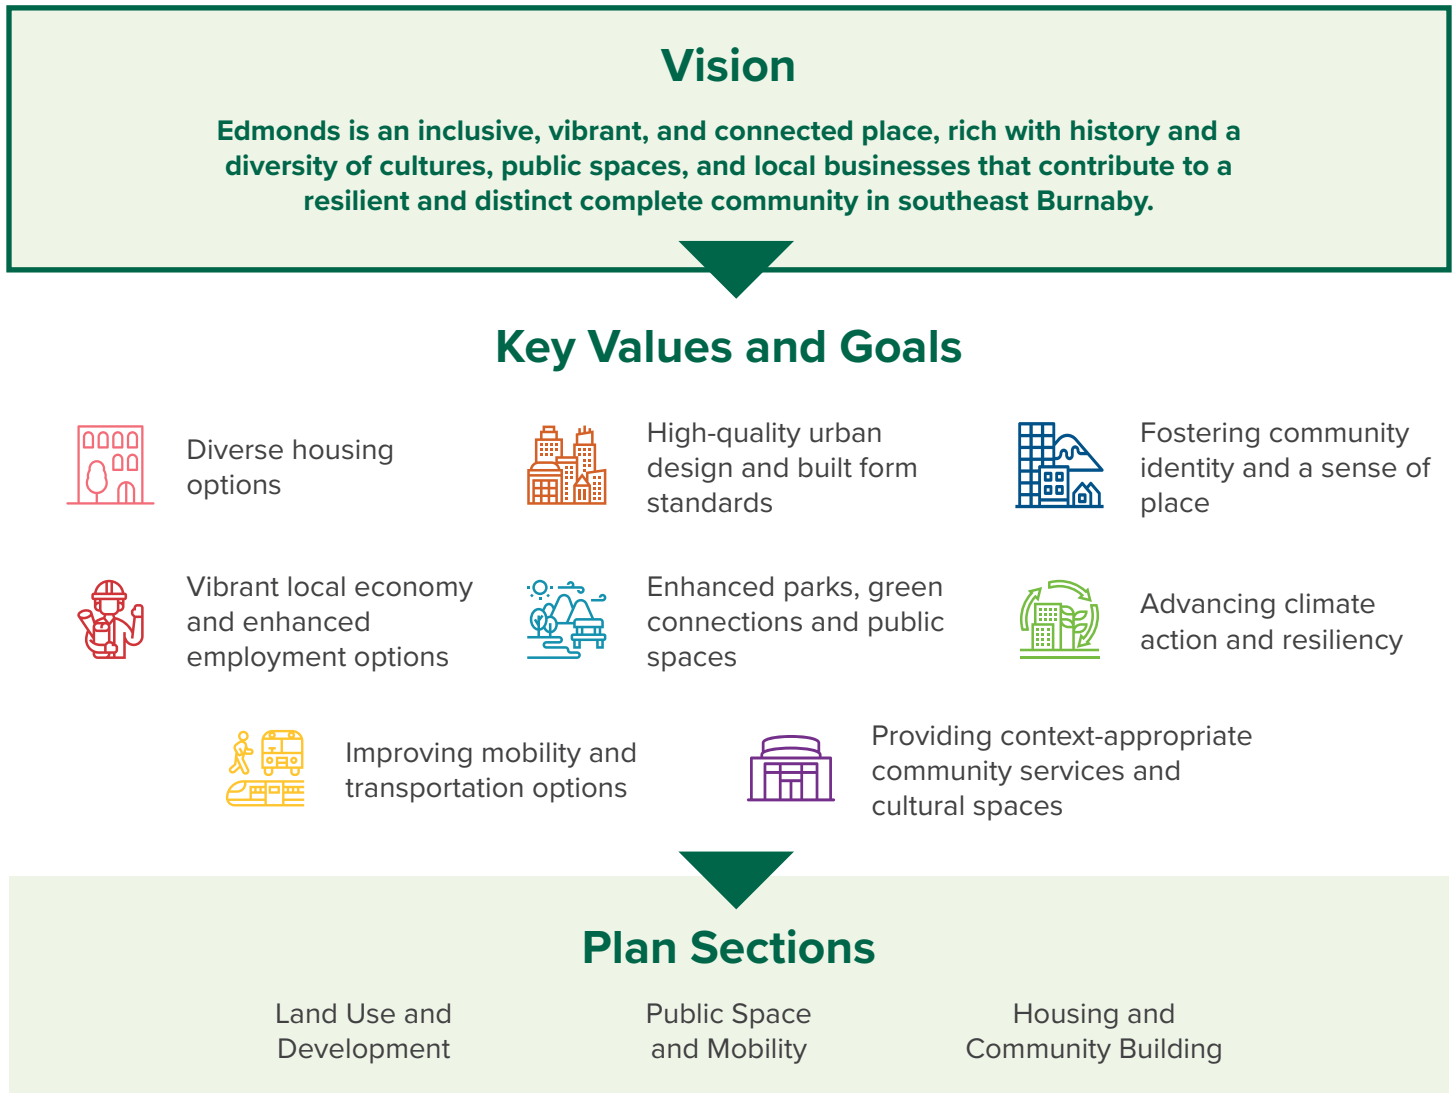 Vision
Edmonds is an inclusive, vibrant, and connected place, rich with history and a
diversity of cultures, public spaces, and local businesses that contribute to a
resilient and distinct complete community in southeast Burnaby.
Key Values and Goals
Diverse housing
options
High-quality urban
design and built form
standards
Fostering community
identity and a sense of
place
Vibrant local economy
and enhanced
employment options
Enhanced parks, green
connections and public
spaces
Advancing climate
action and resiliency
Improving mobility and
transportation options
Providing context-appropriate
community services and
cultural spaces
Plan Sections
Land Use and
Development
Public Space
and Mobility
Housing and
Community Building